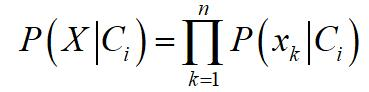 P(X|C_i) = ∏_{k=1}^{n} P(x_k|C_i)